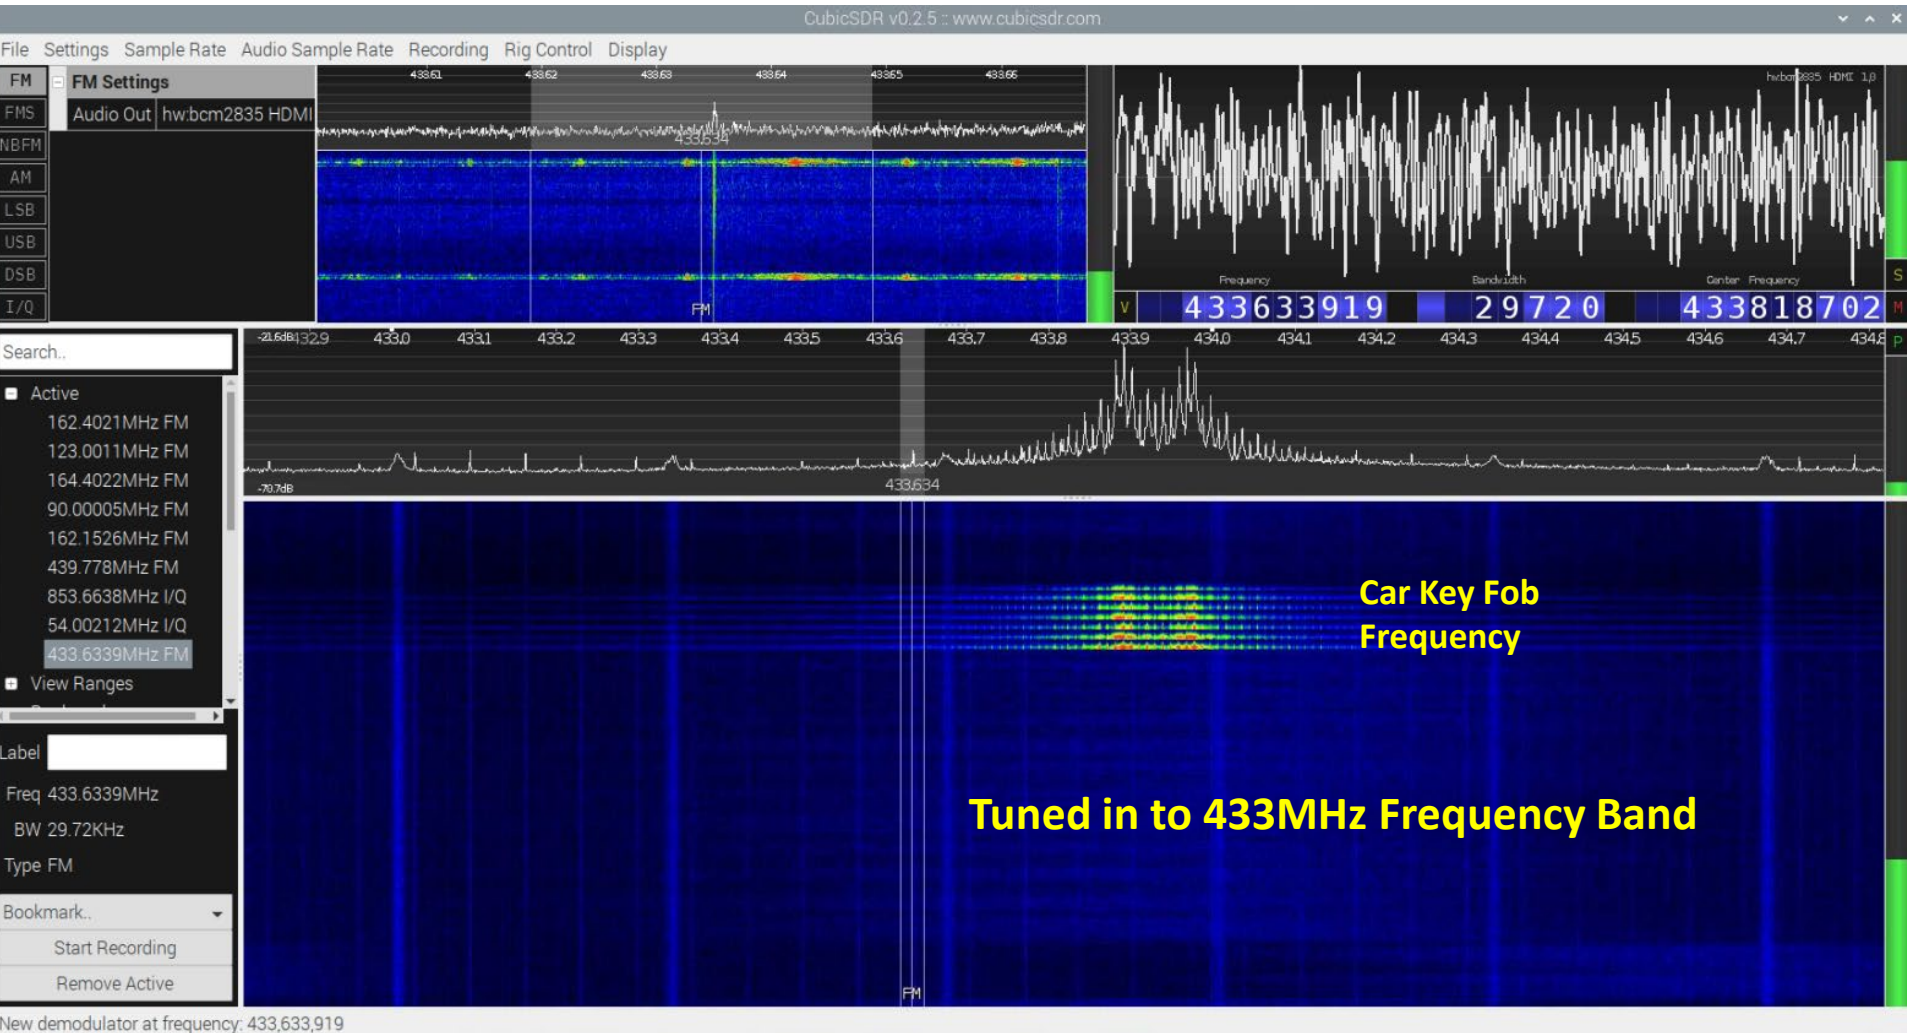 CubicSDR v0.2.5 :: www.cubicsdr.com
File Settings Sample Rate Audio Sample Rate Recording Rig Control Display
FM
FMS
NBFM
AM
LSB
USB
DSB
I/Q
FM Settings
Audio Out hw:bcm2835 HDMI
433.61 433.62 433.63 433.64 433.65 433.66
433.634
FM
hw:bcm2835 HDMI 1,0
Frequency Bandwidth Center Frequency
V 433633919 29720 433818702
S
M
P
Search..
Active
162.4021MHz FM
123.0011MHz FM
164.4022MHz FM
90.00005MHz FM
162.1526MHz FM
439.778MHz FM
853.6638MHz I/Q
54.00212MHz I/Q
433.6339MHz FM
View Ranges
Label
Freq 433.6339MHz
BW 29.72KHz
Type FM
Bookmark..
Start Recording
Remove Active
-21.6dB 432.9 433.0 433.1 433.2 433.3 433.4 433.5 433.6 433.7 433.8 433.9 434.0 434.1 434.2 434.3 434.4 434.5 434.6 434.7 434.8
-79.7dB
433.634
Car Key Fob
Frequency
Tuned in to 433MHz Frequency Band
FM
New demodulator at frequency: 433,633,919